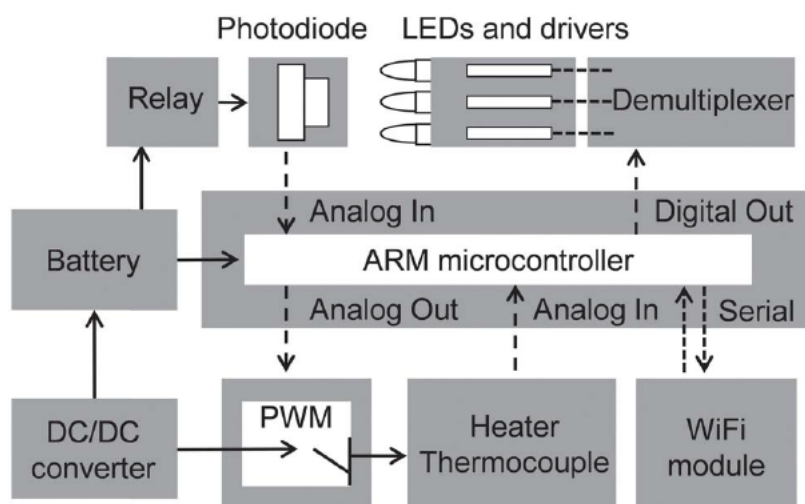 Photodiode
LEDs and drivers
Relay
Demultiplexer
Analog In
Digital Out
Battery
ARM microcontroller
Analog Out
Analog In
Serial
DC/DC
converter
PWM
Heater
Thermocouple
WiFi
module